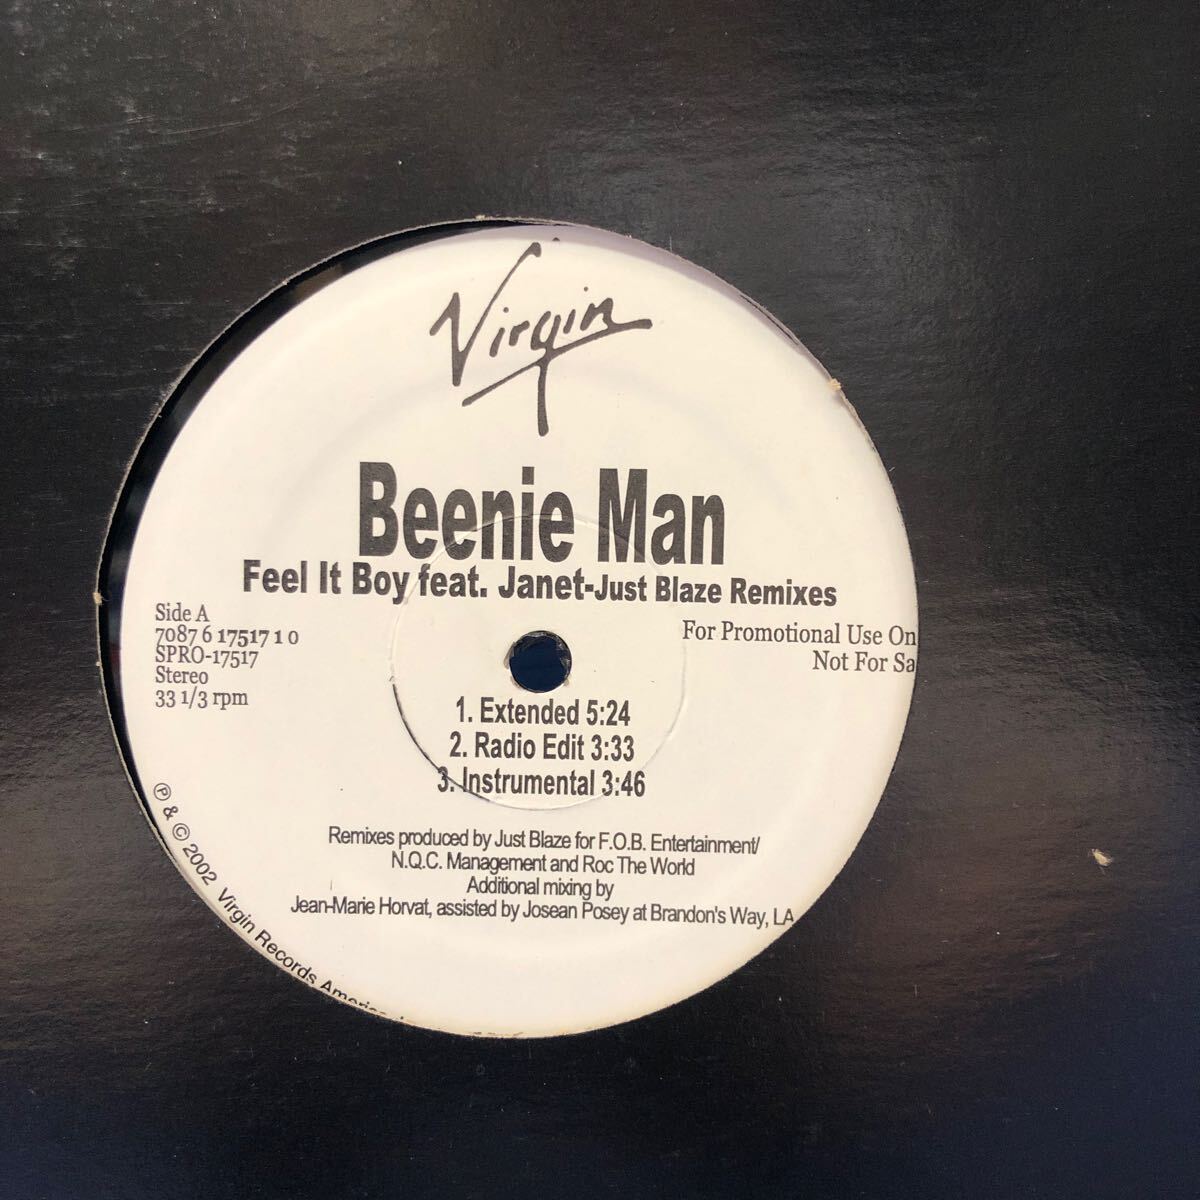 Virgin
Beenie Man
Feel It Boy feat. Janet-Just Blaze Remixes
Side A
7087 6 17517 1 0
SPRO-17517
Stereo
33 1/3 rpm
For Promotional Use On
Not For Sa
1. Extended 5:24
2. Radio Edit 3:33
3. Instrumental 3:46
Remixes produced by Just Blaze for F.O.B. Entertainment/
N.Q.C. Management and Roc The World
Additional mixing by
Jean-Marie Horvat, assisted by Josean Posey at Brandon's Way, LA
℗ & © 2002 Virgin Records America